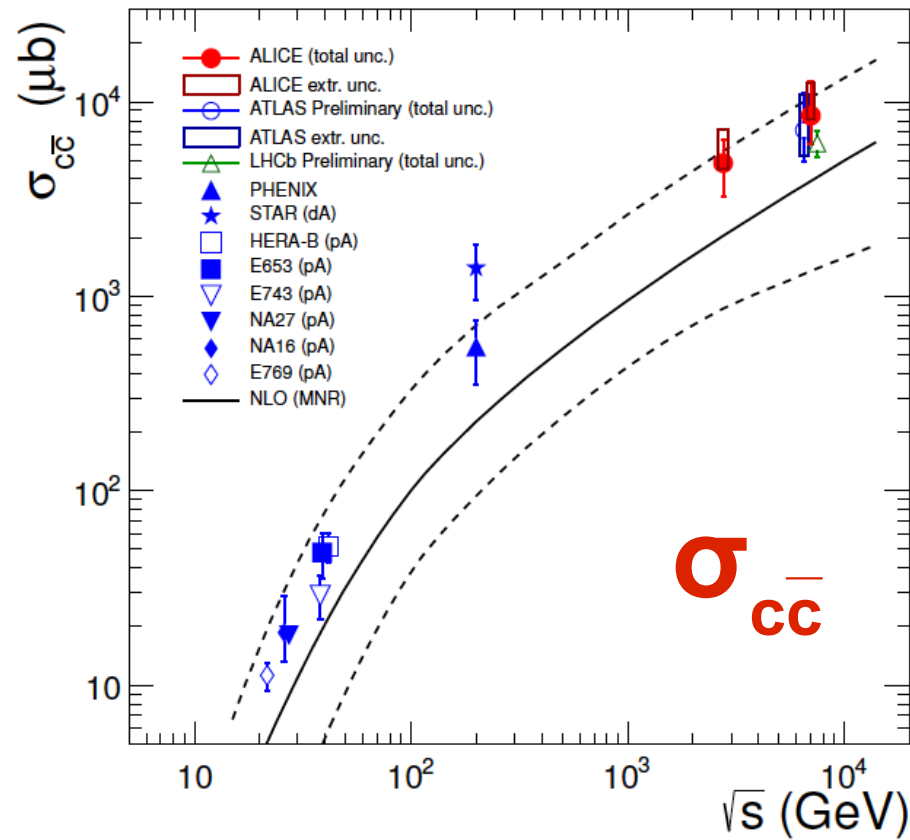 σcc̅ (μb)
10⁴
10³
10²
10
ALICE (total unc.)
ALICE extr. unc.
ATLAS Preliminary (total unc.)
ATLAS extr. unc.
LHCb Preliminary (total unc.)
PHENIX
STAR (dA)
HERA-B (pA)
E653 (pA)
E743 (pA)
NA27 (pA)
NA16 (pA)
E769 (pA)
NLO (MNR)
σcc̅
10
10²
10³
10⁴
√s (GeV)